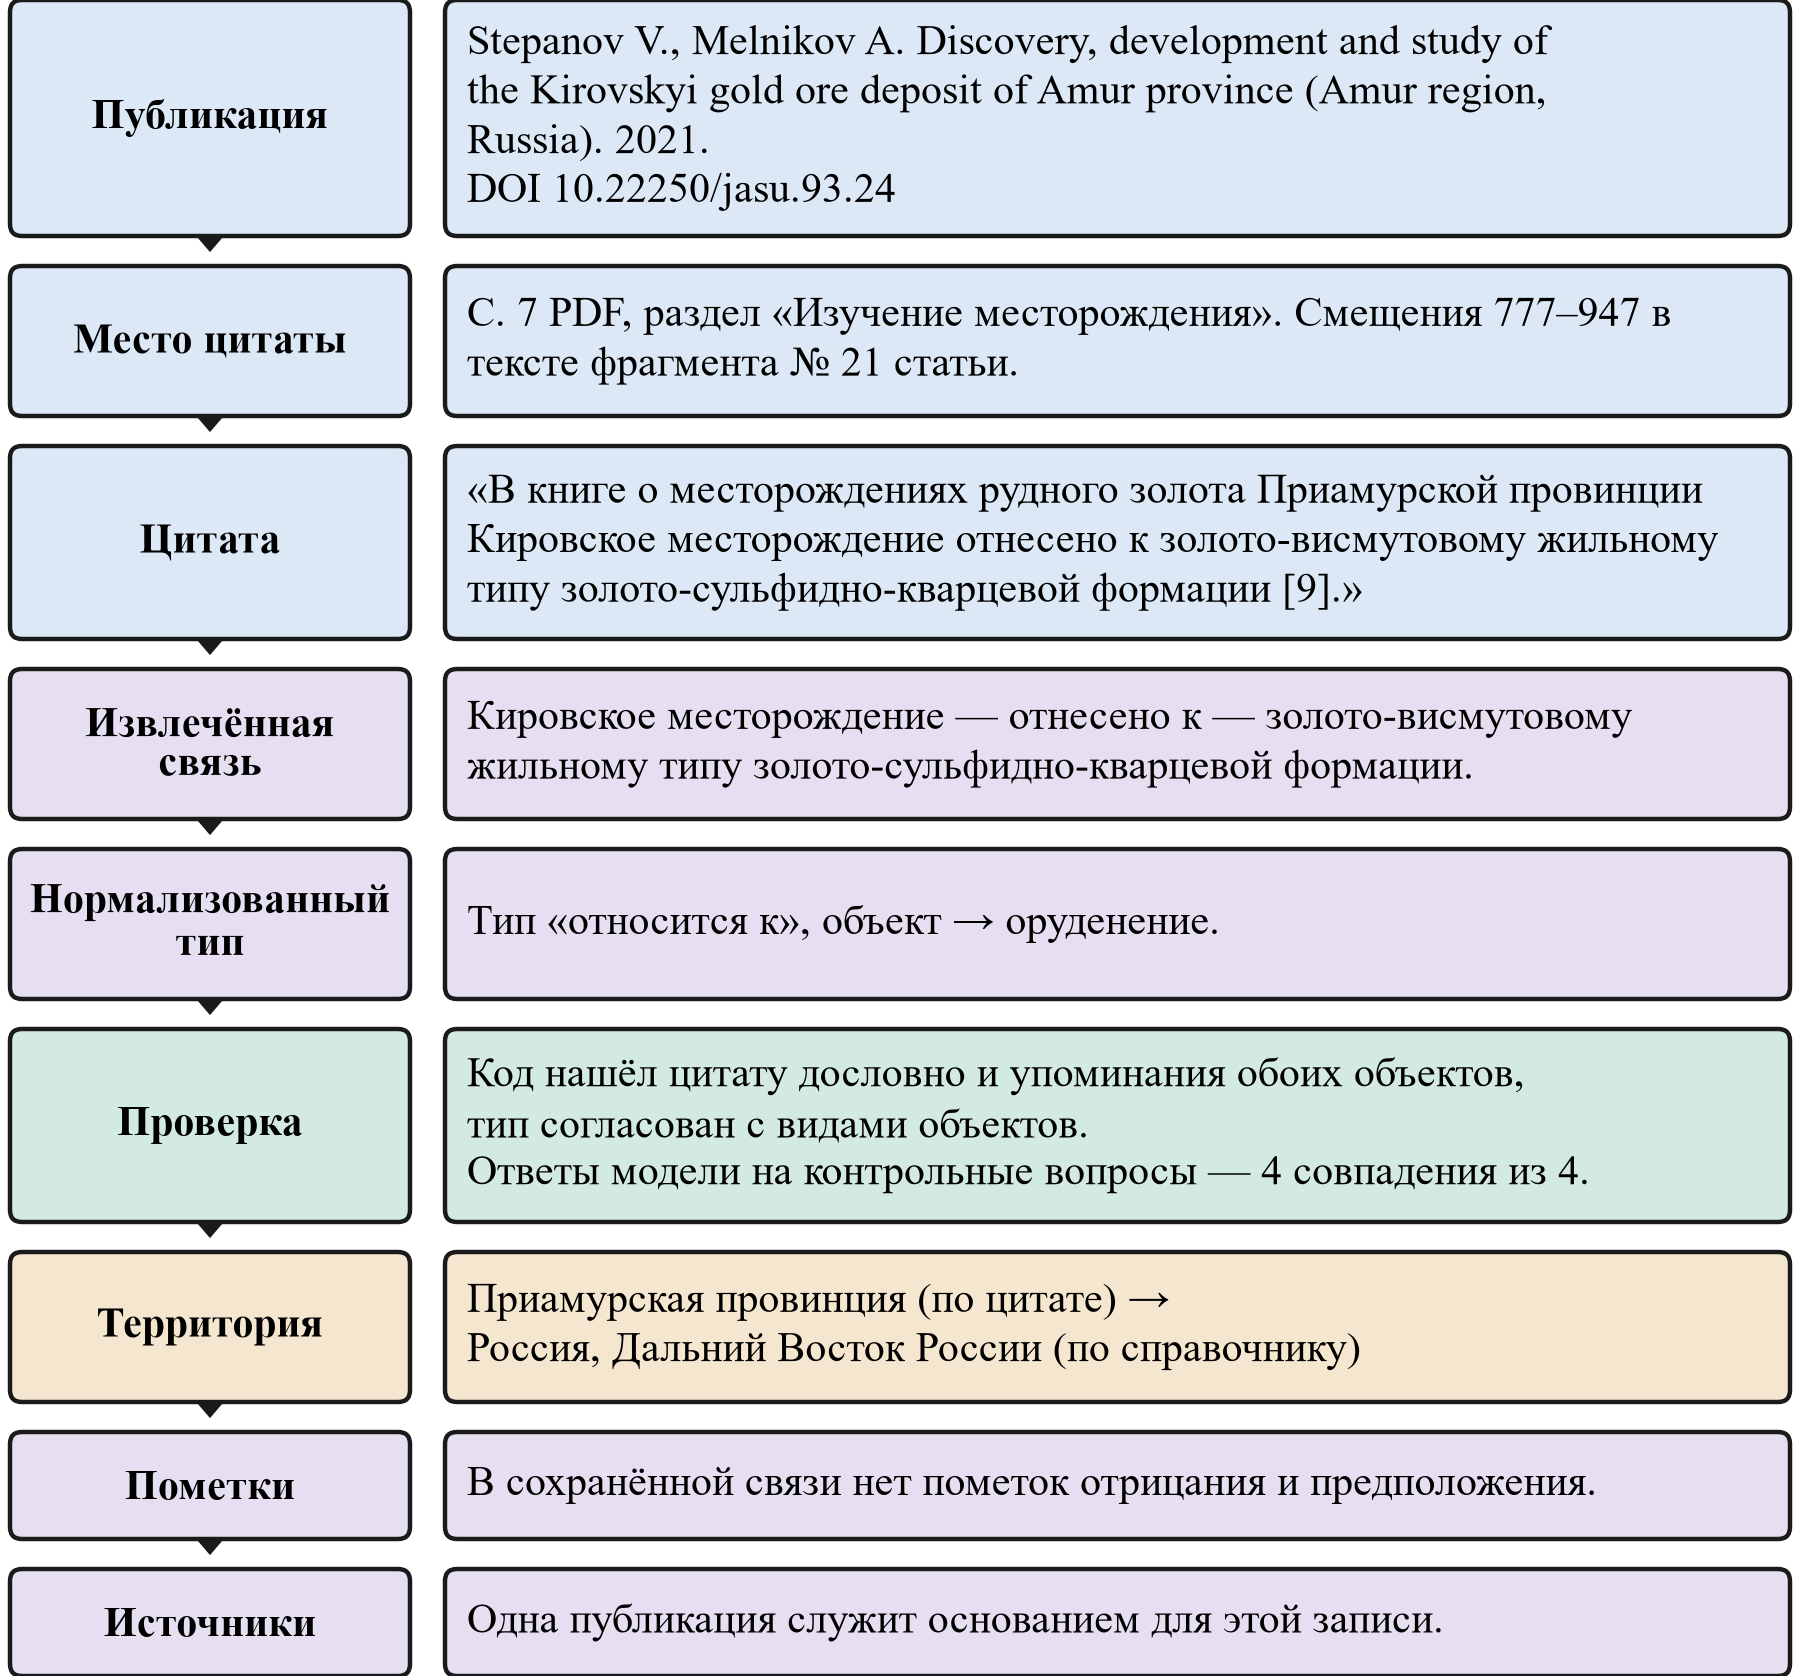 Публикация
Stepanov V., Melnikov A. Discovery, development and study of
the Kirovskyi gold ore deposit of Amur province (Amur region,
Russia). 2021.
DOI 10.22250/jasu.93.24
Место цитаты
С. 7 PDF, раздел «Изучение месторождения». Смещения 777–947 в
тексте фрагмента № 21 статьи.
Цитата
«В книге о месторождениях рудного золота Приамурской провинции
Кировское месторождение отнесено к золото-висмутовому жильному
типу золото-сульфидно-кварцевой формации [9].»
Извлечённая
связь
Кировское месторождение — отнесено к — золото-висмутовому
жильному типу золото-сульфидно-кварцевой формации.
Нормализованный
тип
Тип «относится к», объект → оруденение.
Проверка
Код нашёл цитату дословно и упоминания обоих объектов,
тип согласован с видами объектов.
Ответы модели на контрольные вопросы — 4 совпадения из 4.
Территория
Приамурская провинция (по цитате) →
Россия, Дальний Восток России (по справочнику)
Пометки
В сохранённой связи нет пометок отрицания и предположения.
Источники
Одна публикация служит основанием для этой записи.